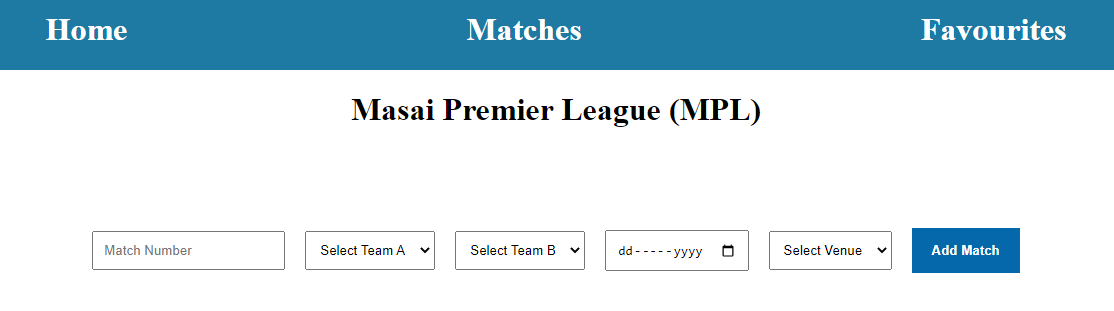 Home Matches Favourites
Masai Premier League (MPL)
Match Number Select Team A Select Team B dd-----yyyy Select Venue Add Match